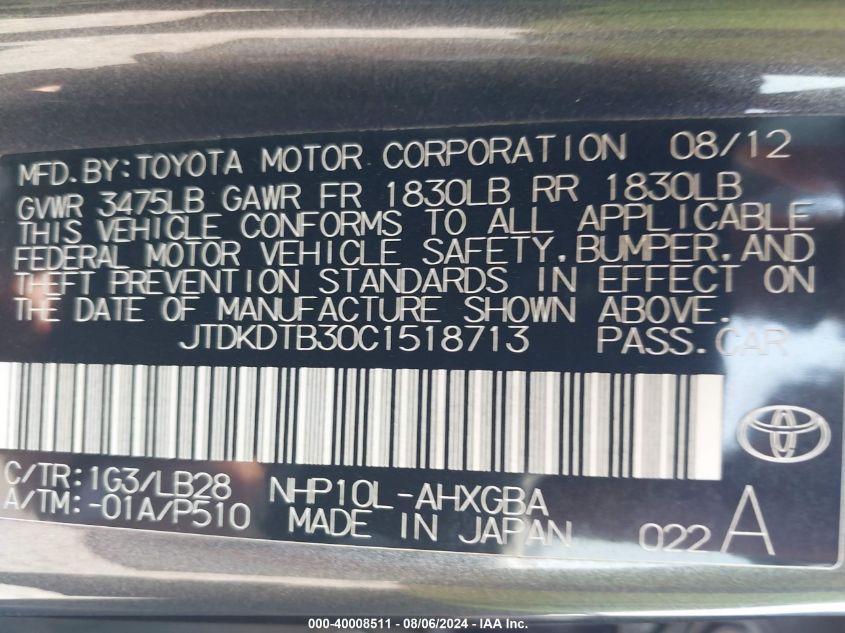 MFD.BY:TOYOTA MOTOR CORPORATION 08/12
GVWR 3475LB GAWR FR 1830LB RR 1830LB
THIS VEHICLE CONFORMS TO ALL APPLICABLE
FEDERAL MOTOR VEHICLE SAFETY,BUMPER,AND
THEFT PREVENTION STANDARDS IN EFFECT ON
THE DATE OF MANUFACTURE SHOWN ABOVE.
JTDKDTB30C1518713 PASS.CAR
C/TR:1G3/LB28 NHP10L-AHXGBA
A/TM:-01A/P510 MADE IN JAPAN 022 A
000-40008511 - 08/06/2024 - IAA Inc.